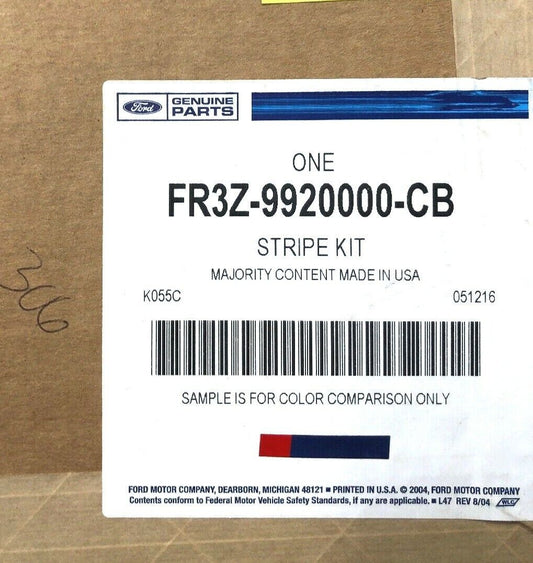 Ford GENUINE PARTS
ONE
FR3Z-9920000-CB
STRIPE KIT
MAJORITY CONTENT MADE IN USA
K055C 051216
SAMPLE IS FOR COLOR COMPARISON ONLY
FORD MOTOR COMPANY, DEARBORN, MICHIGAN 48121 ■ PRINTED IN U.S.A. © 2004, FORD MOTOR COMPANY
Contents conform to Federal Motor Vehicle Safety Standards, if any are applicable. ■ L47 REV 8/04
306